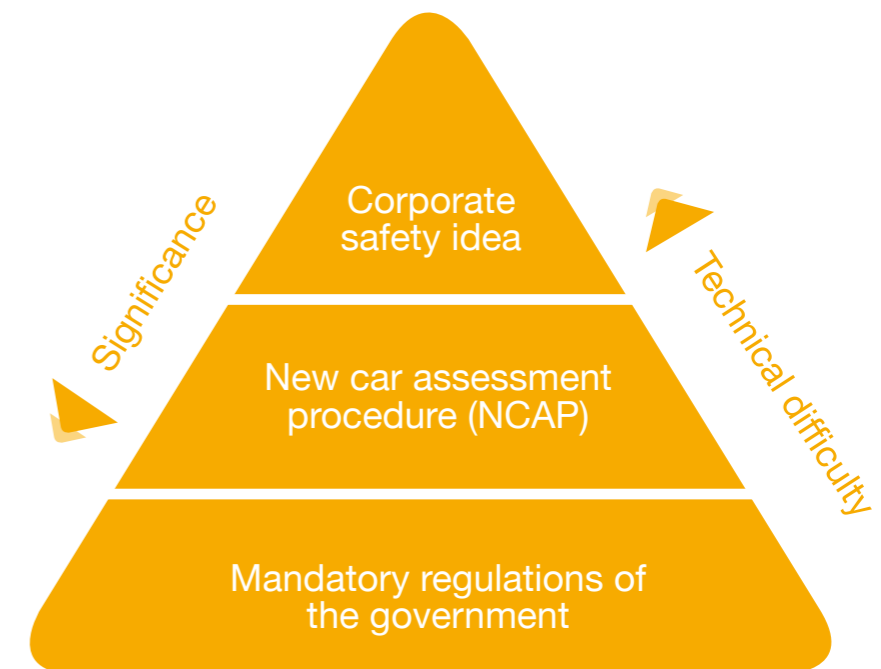 Corporate
safety idea
Significance
Technical difficulty
New car assessment
procedure (NCAP)
Mandatory regulations of
the government